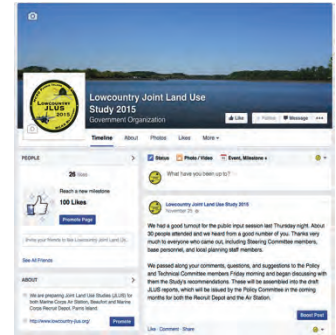 Lowcountry
JLUS
2015
Lowcountry Joint Land Use
Study 2015
Government Organization
Like
Follow
Message
Timeline
About
Photos
Likes
More
PEOPLE
26 likes
Reach a new milestone
100 Likes
Promote Page
See All Friends
ABOUT
We are preparing Joint Land Use Studies (JLUS) for
both Marine Corps Air Station, Beaufort and Marine
Corps Recruit Depot, Parris Island.
http://www.lowcountry-jlus.org/
Promote
Status
Photo / Video
Event, Milestone +
What have you been up to?
Lowcountry Joint Land Use Study 2015
November 25
We had a good turnout for the public input session last Thursday night. About
30 people attended and we heard from a good number of you. Thanks very
much to everyone who came out, including Steering Committee members,
base personnel, and local planning staff members.
We passed along your comments, questions, and suggestions to the Policy
and Technical Committee members Friday morning and began discussing with
them the Study's recommendations. These will be assembled into the draft
JLUS reports, which will be issued by the Policy Committee in the coming
months for both the Recruit Depot and the Air Station.
Boost Post
Like · Comment · Share